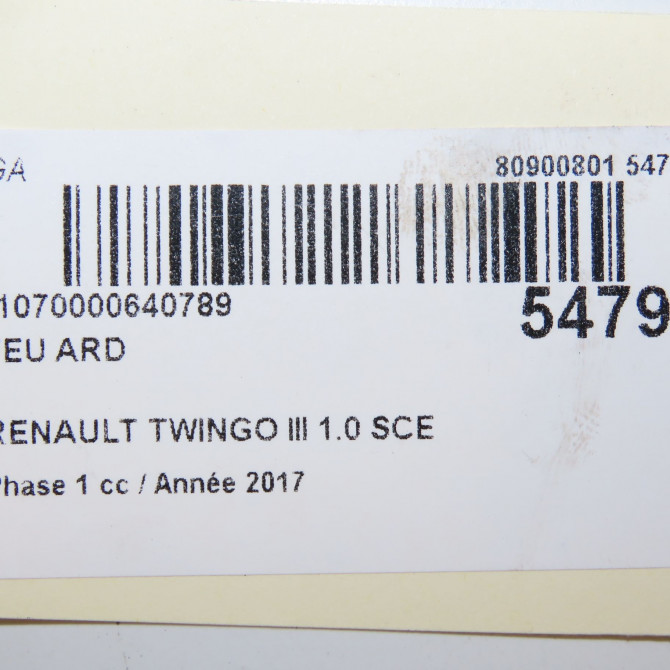 GA 80900801 547
1070000640789 5479
EU ARD
RENAULT TWINGO III 1.0 SCE
Phase 1 cc / Année 2017